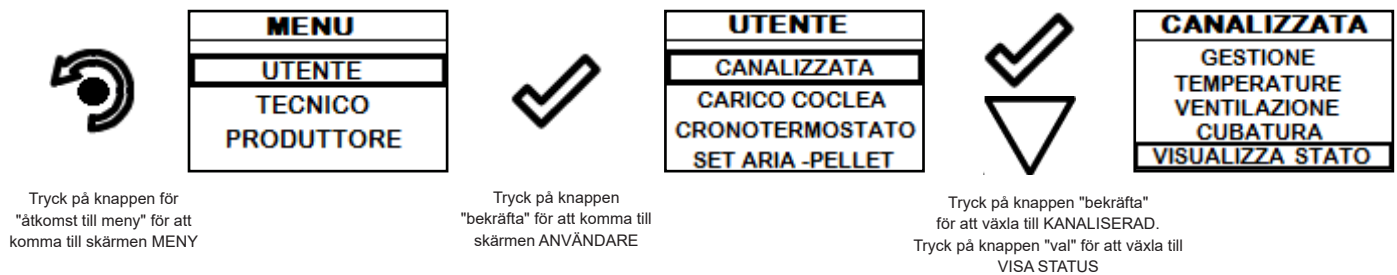 MENU
UTENTE
TECNICO
PRODUTTORE
Tryck på knappen för
"åtkomst till meny" för att
komma till skärmen MENY
UTENTE
CANALIZZATA
CARICO COCLEA
CRONOTERMOSTATO
SET ARIA -PELLET
Tryck på knappen
"bekräfta" för att komma till
skärmen ANVÄNDARE
CANALIZZATA
GESTIONE
TEMPERATURE
VENTILAZIONE
CUBATURA
VISUALIZZA STATO
Tryck på knappen "bekräfta"
för att växla till KANALISERAD.
Tryck på knappen "val" för att växla till
VISA STATUS